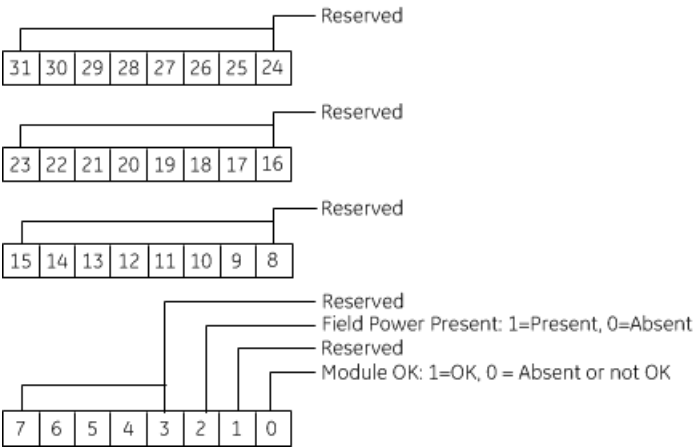 Reserved
31 30 29 28 27 26 25 24
Reserved
23 22 21 20 19 18 17 16
Reserved
15 14 13 12 11 10 9 8
Reserved
Field Power Present: 1=Present, 0=Absent
Reserved
Module OK: 1=OK, 0 = Absent or not OK
7 6 5 4 3 2 1 0